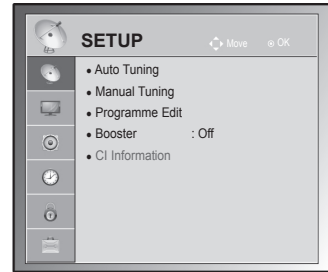 SETUP
Move
OK
• Auto Tuning
• Manual Tuning
• Programme Edit
• Booster : Off
• CI Information